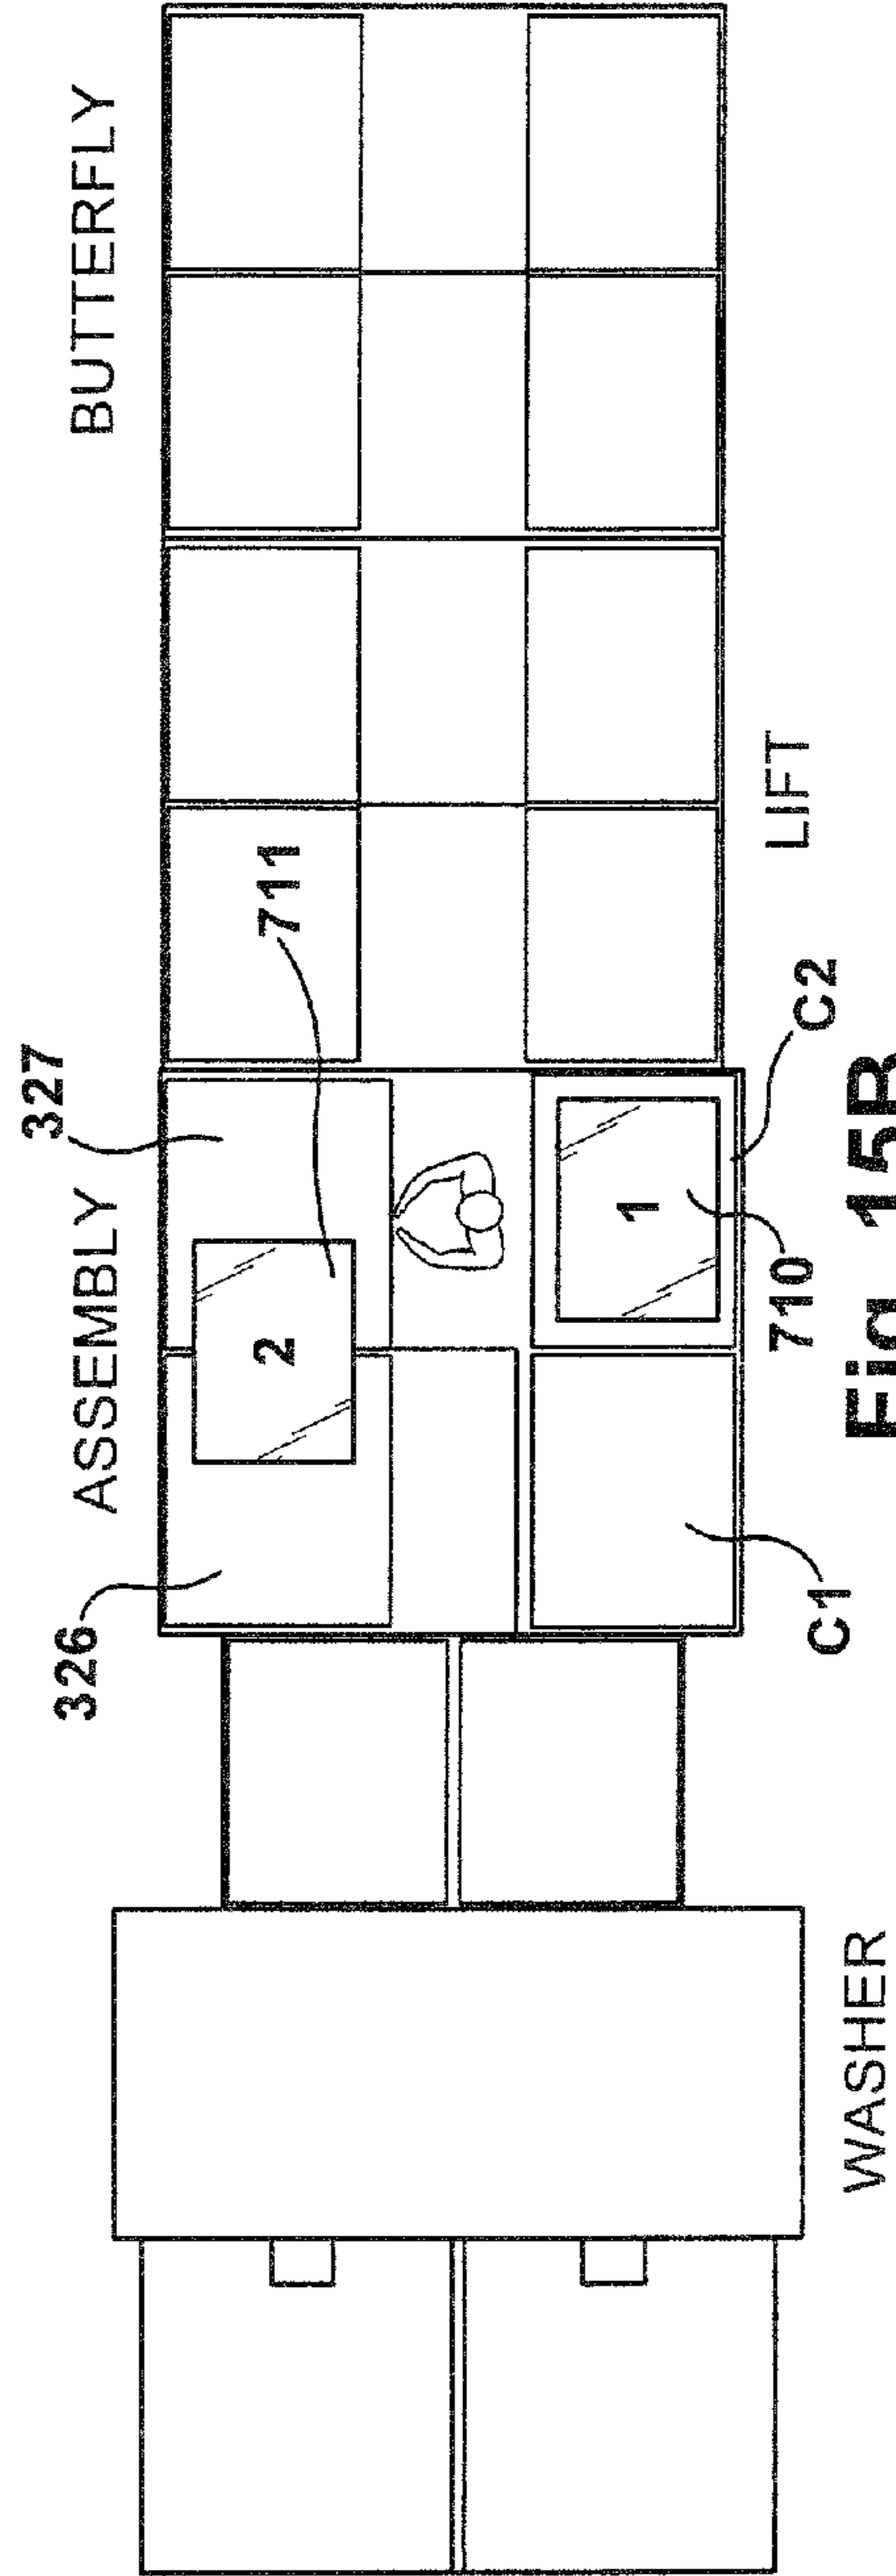 BUTTERFLY
ASSEMBLY
327
326
711
2
1
LIFT
C2
710
C1
WASHER
Fig. 15B